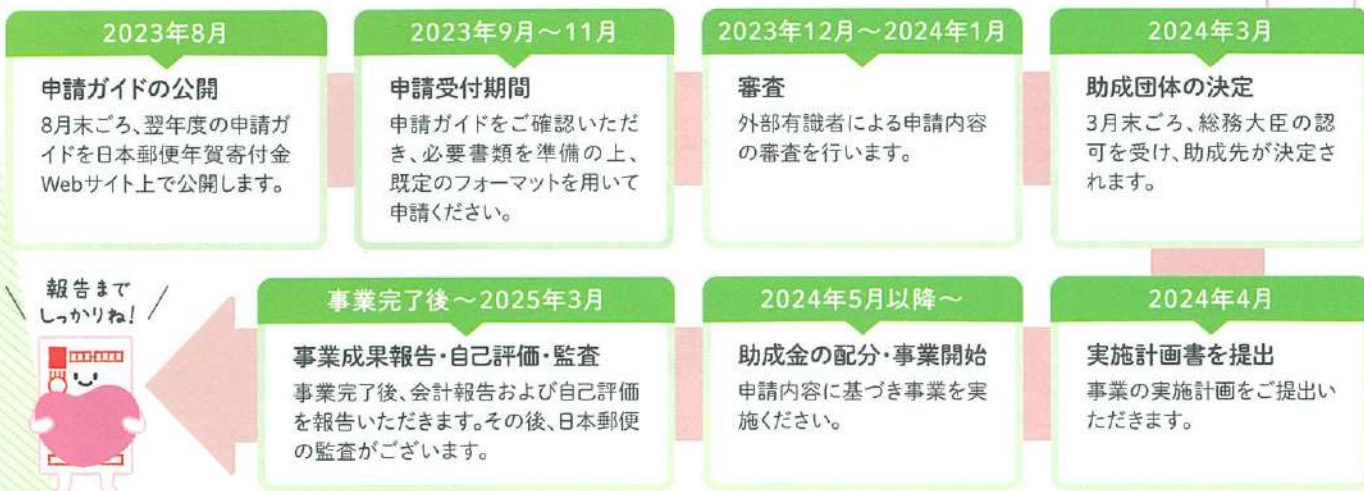 2023年8月
申請ガイドの公開
8月末ごろ、翌年度の申請ガ
イドを日本郵便年賀寄付金
Webサイト上で公開します。
2023年9月～11月
申請受付期間
申請ガイドをご確認いただ
き、必要書類を準備の上、
既定のフォーマットを用いて
申請ください。
2023年12月～2024年1月
審査
外部有識者による申請内容
の審査を行います。
2024年3月
助成団体の決定
3月末ごろ、総務大臣の認
可を受け、助成先が決定さ
れます。
2024年4月
実施計画書を提出
事業の実施計画をご提出い
ただきます。
2024年5月以降～
助成金の配分・事業開始
申請内容に基づき事業を実
施ください。
事業完了後～2025年3月
事業成果報告・自己評価・監査
事業完了後、会計報告および自己評価
を報告いただきます。その後、日本郵便
の監査がございます。
報告まで
しっかりね!